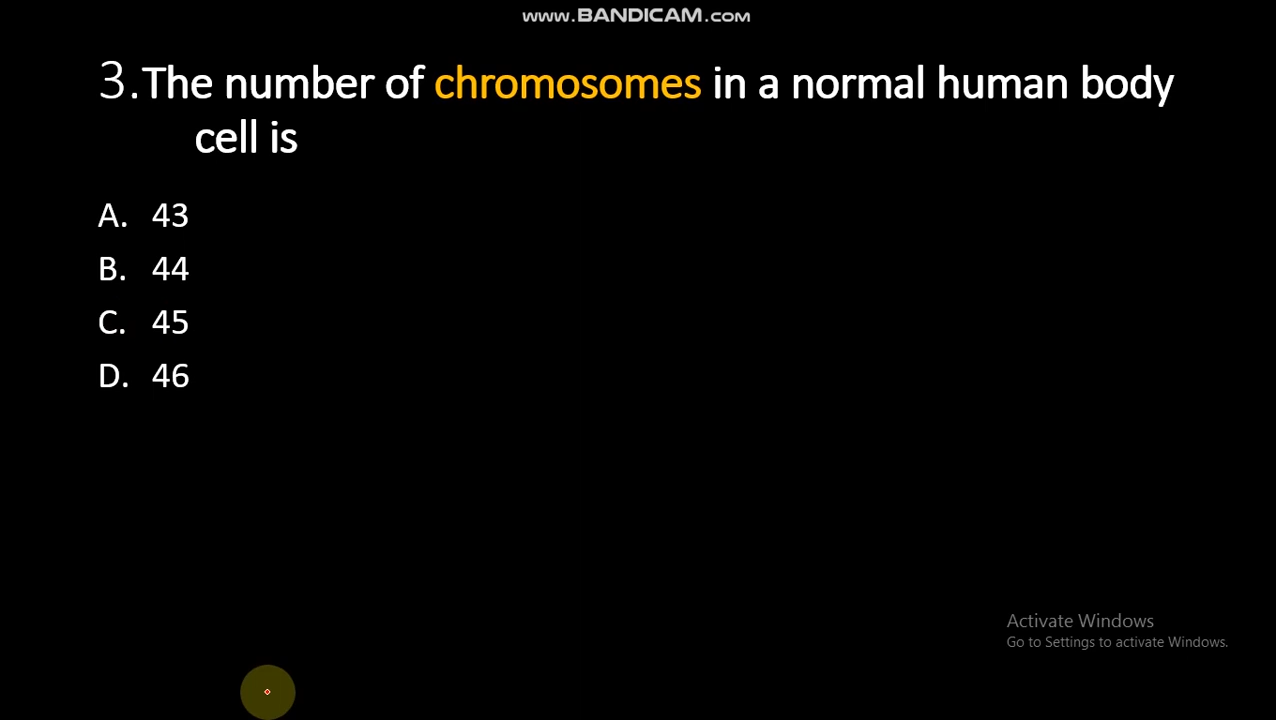 www.BANDICAM.com
3.The number of chromosomes in a normal human body
cell is
A. 43
B. 44
C. 45
D. 46
Activate Windows
Go to Settings to activate Windows.